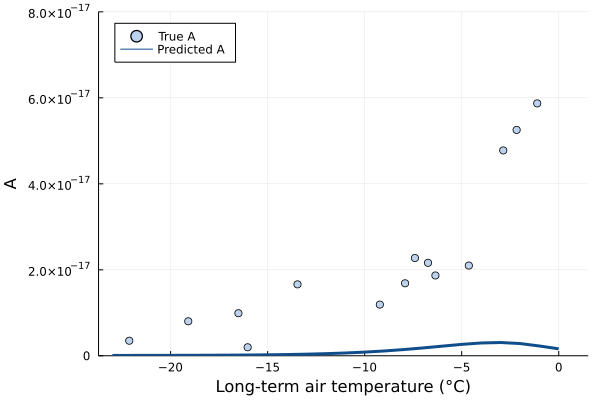 8.0×10⁻¹⁷
True A
Predicted A
6.0×10⁻¹⁷
A
4.0×10⁻¹⁷
2.0×10⁻¹⁷
0
−20 −15 −10 −5 0
Long-term air temperature (°C)